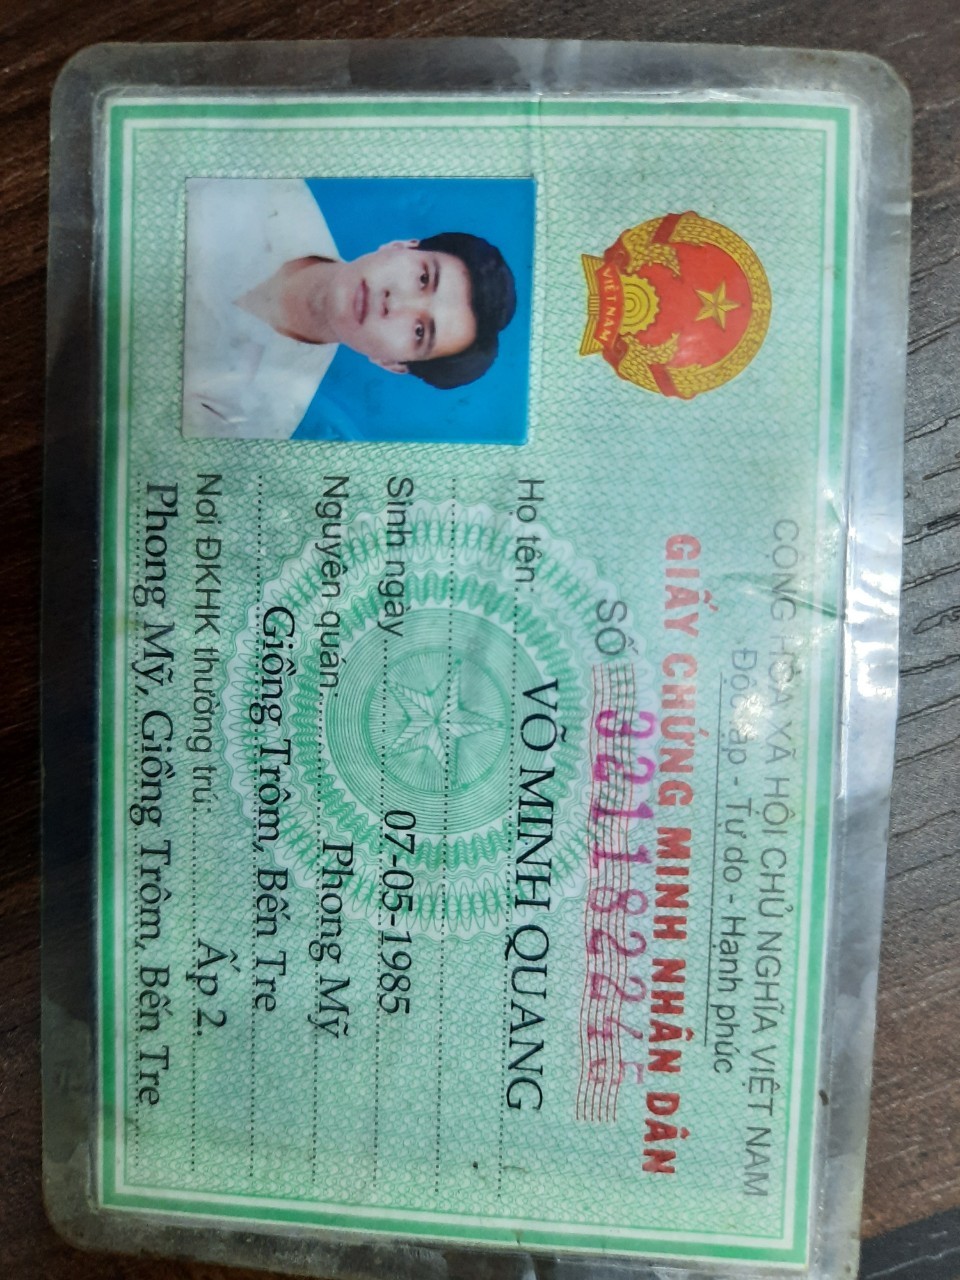 CỘNG HÒA XÃ HỘI CHỦ NGHĨA VIỆT NAM
Độc lập - Tự do - Hạnh phúc
GIẤY CHỨNG MINH NHÂN DÂN
SỐ 321182245
Họ tên: VÕ MINH QUANG
Sinh ngày 07-05-1985
Nguyên quán Phong Mỹ
Giồng Trôm, Bến Tre
Nơi ĐKHK thường trú: Ấp 2.
Phong Mỹ, Giồng Trôm, Bến Tre
VIỆT NAM